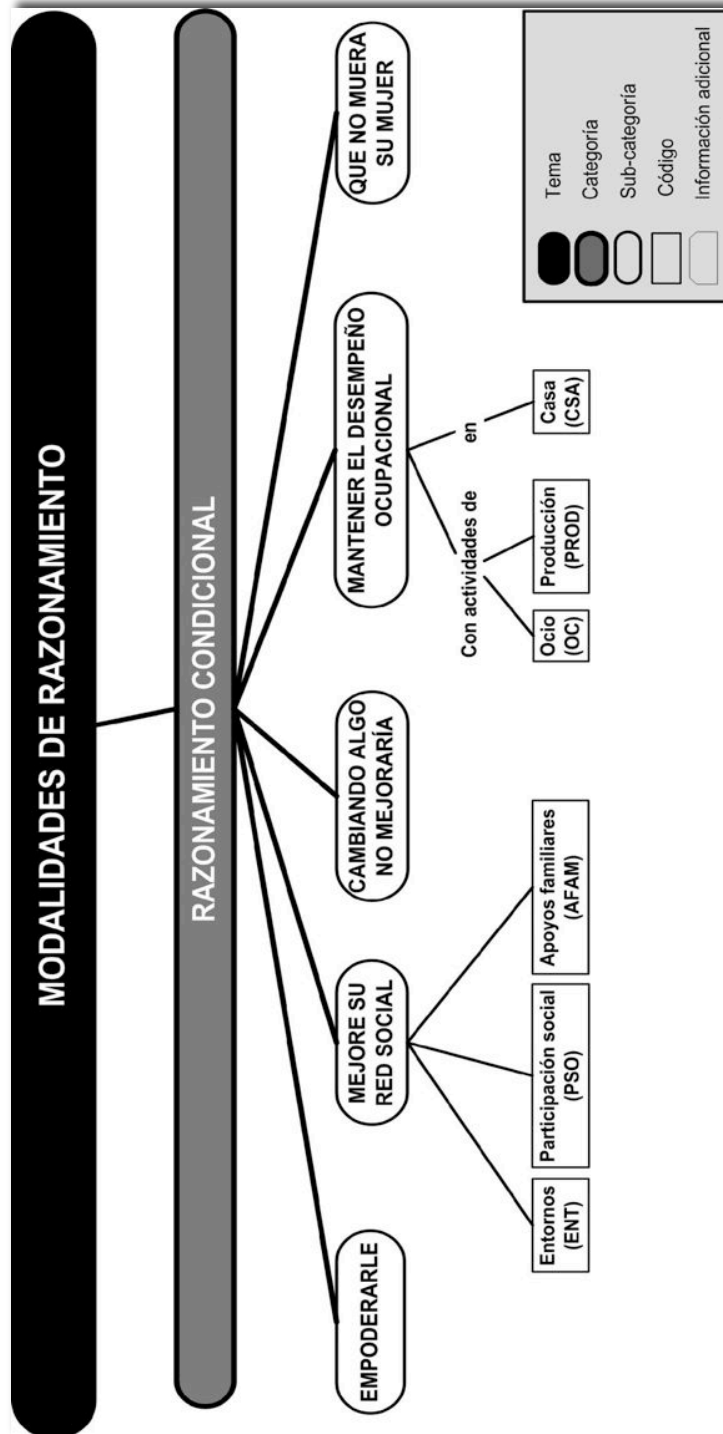 MODALIDADES DE RAZONAMIENTO
RAZONAMIENTO CONDICIONAL
EMPODERARLE
MEJORE SU
RED SOCIAL
CAMBIANDO ALGO
NO MEJORARÍA
MANTENER EL DESEMPEÑO
OCUPACIONAL
QUE NO MUERA
SU MUJER
Con actividades de
en
Entornos
(ENT)
Participación social
(PSO)
Apoyos familiares
(AFAM)
Ocio
(OC)
Producción
(PROD)
Casa
(CSA)
Tema
Categoría
Sub-categoría
Código
Información adicional